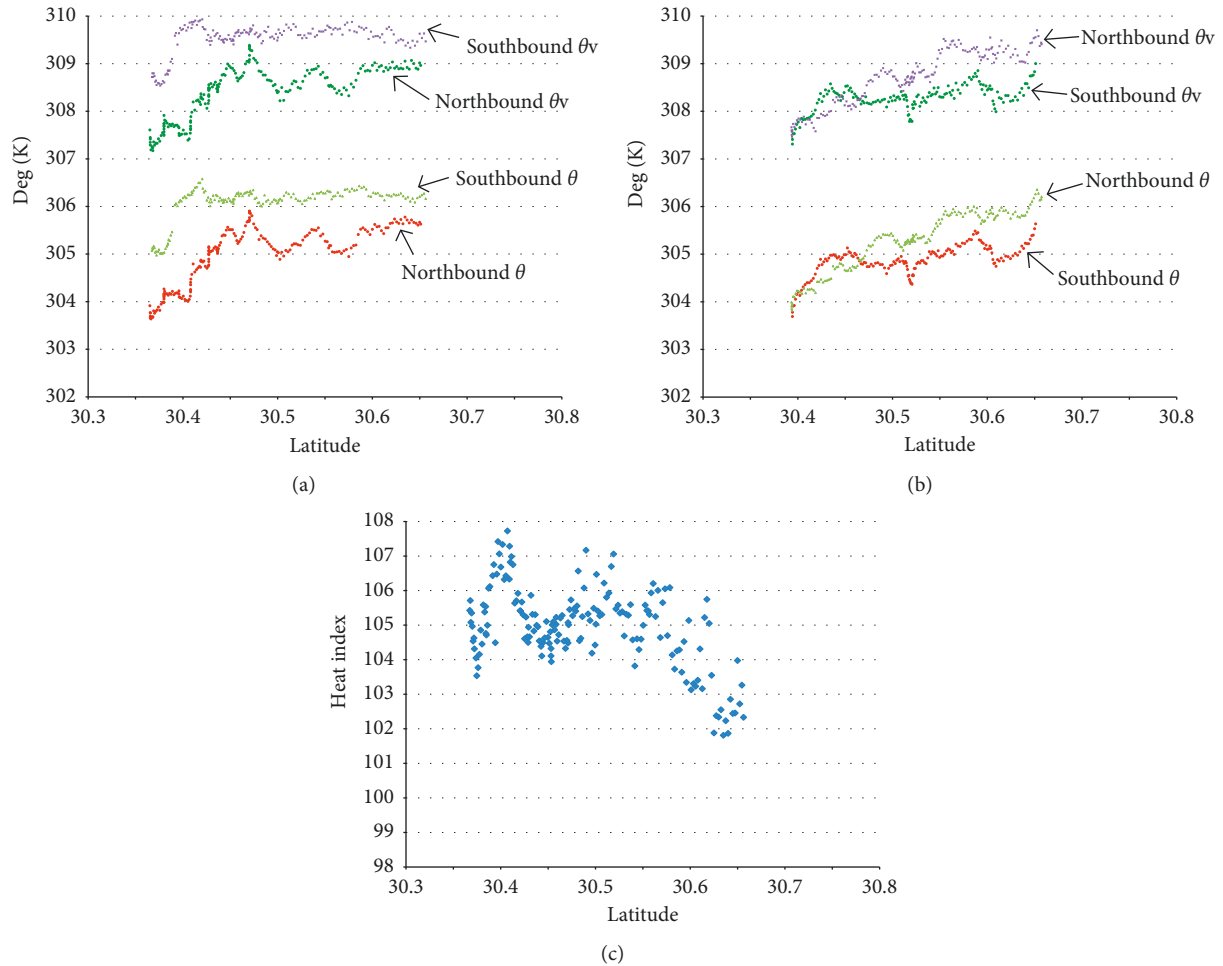 310
309
308
307
306
305
304
303
302
Deg (K)
30.3 30.4 30.5 30.6 30.7 30.8
Latitude
Southbound θv
Northbound θv
Southbound θ
Northbound θ
(a)
310
309
308
307
306
305
304
303
302
Deg (K)
30.3 30.4 30.5 30.6 30.7 30.8
Latitude
Northbound θv
Southbound θv
Northbound θ
Southbound θ
(b)
108
107
106
105
104
103
102
101
100
99
98
Heat index
30.3 30.4 30.5 30.6 30.7 30.8
Latitude
(c)